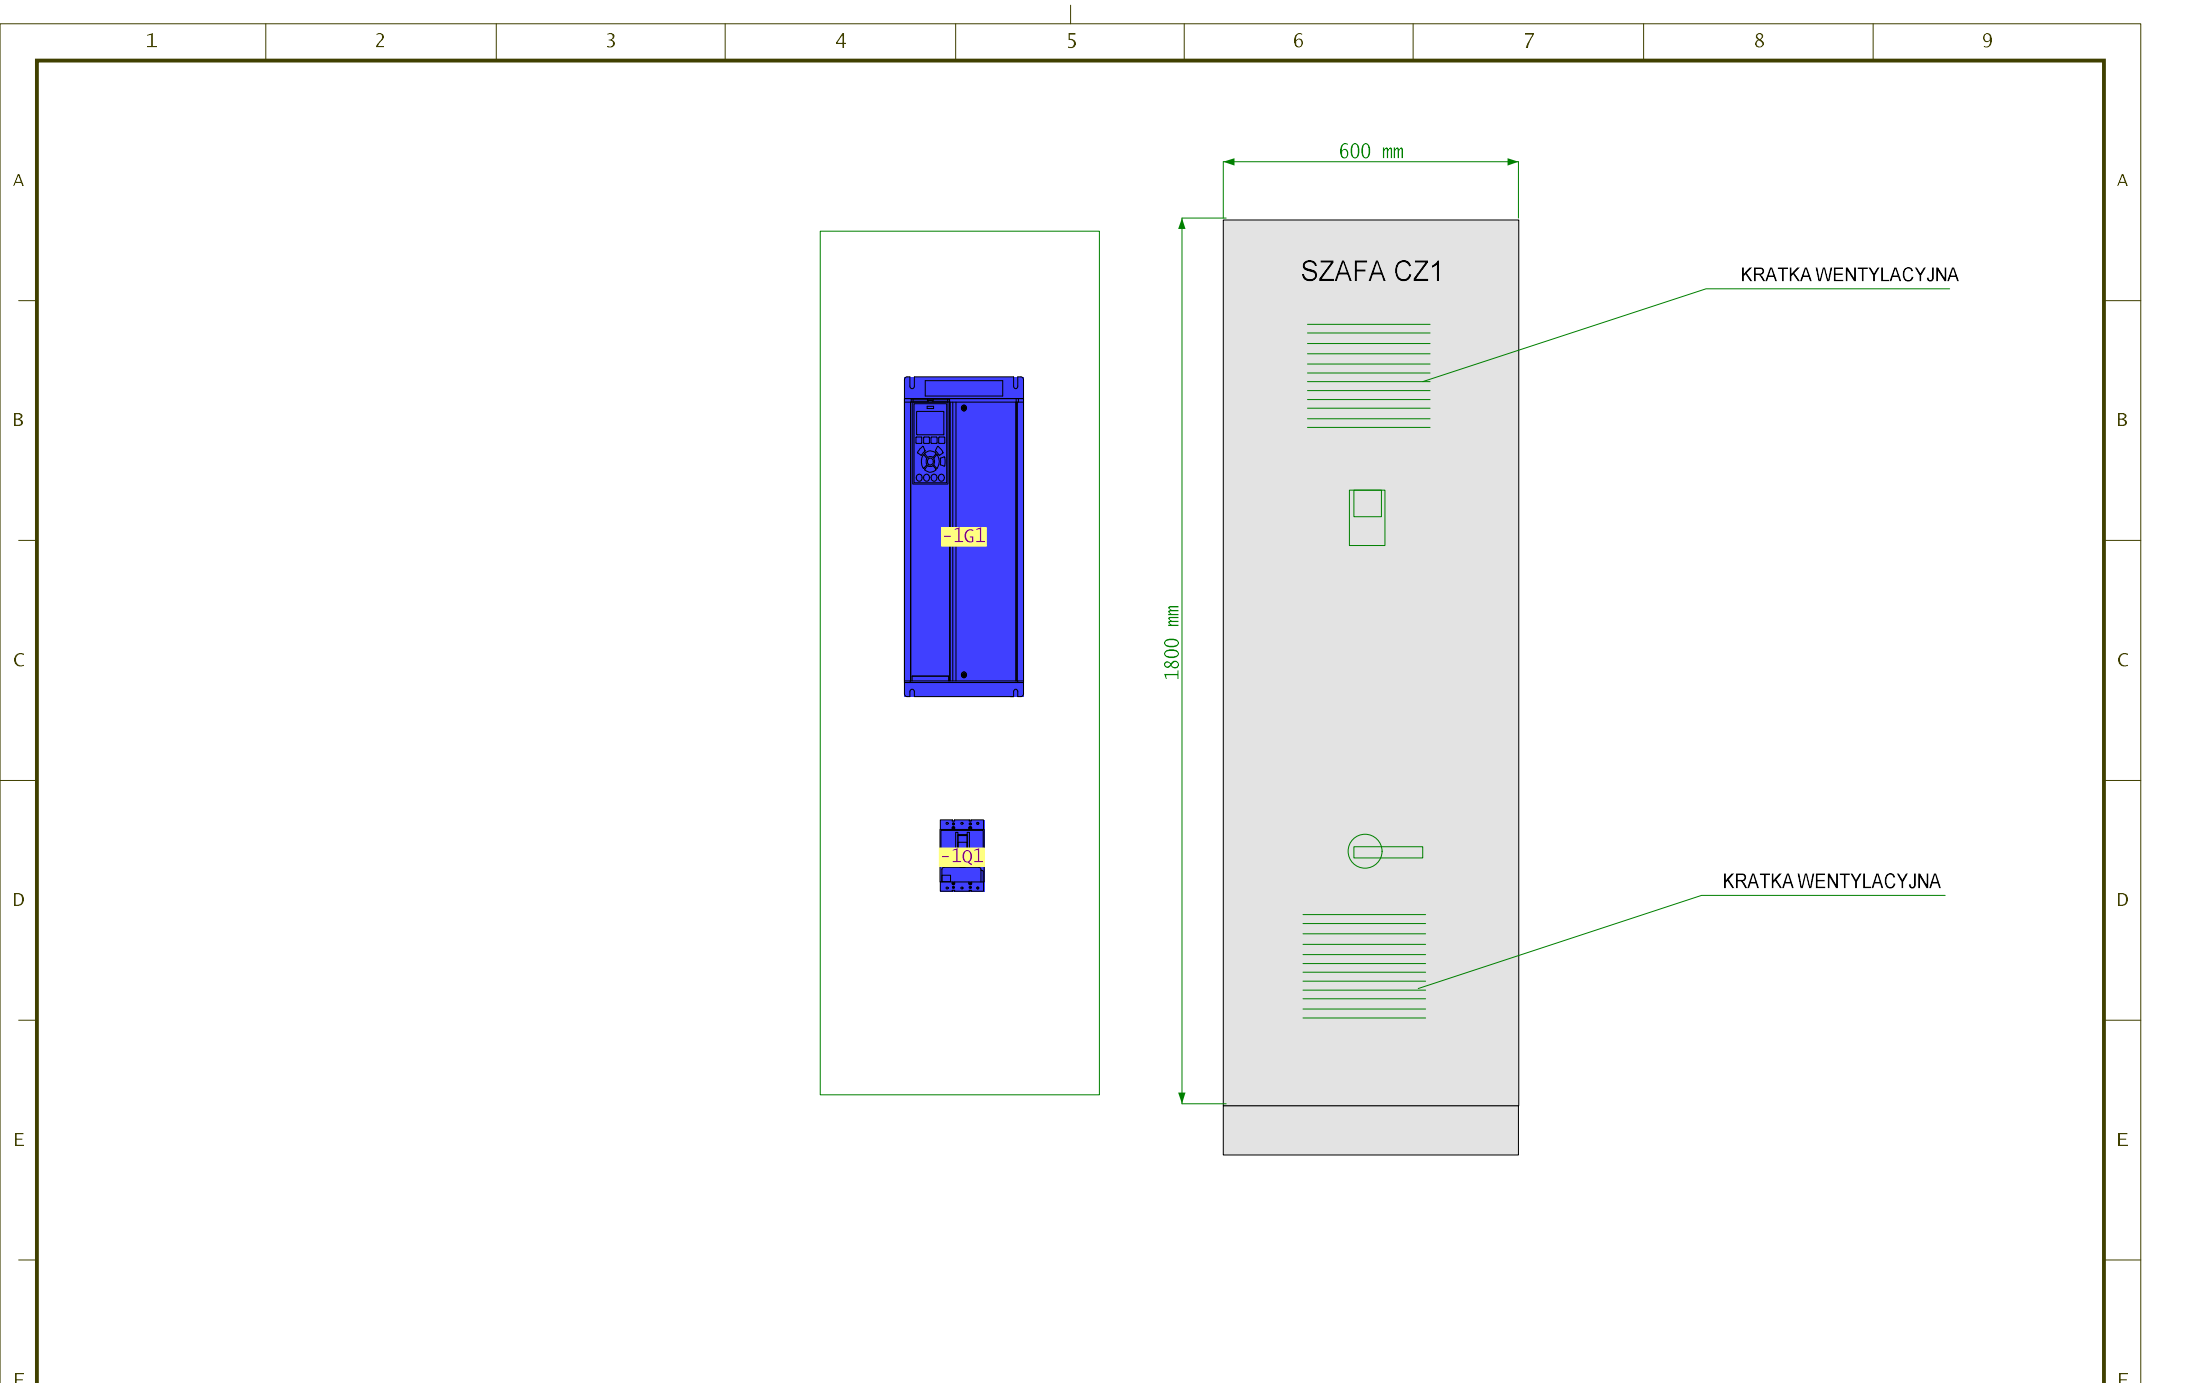 1 2 3 4 5 6 7 8 9
600 mm
A A
SZAFA CZ1
KRATKA WENTYLACYJNA
B B
-1G1
1800 mm
C C
-1Q1
KRATKA WENTYLACYJNA
D D
E E